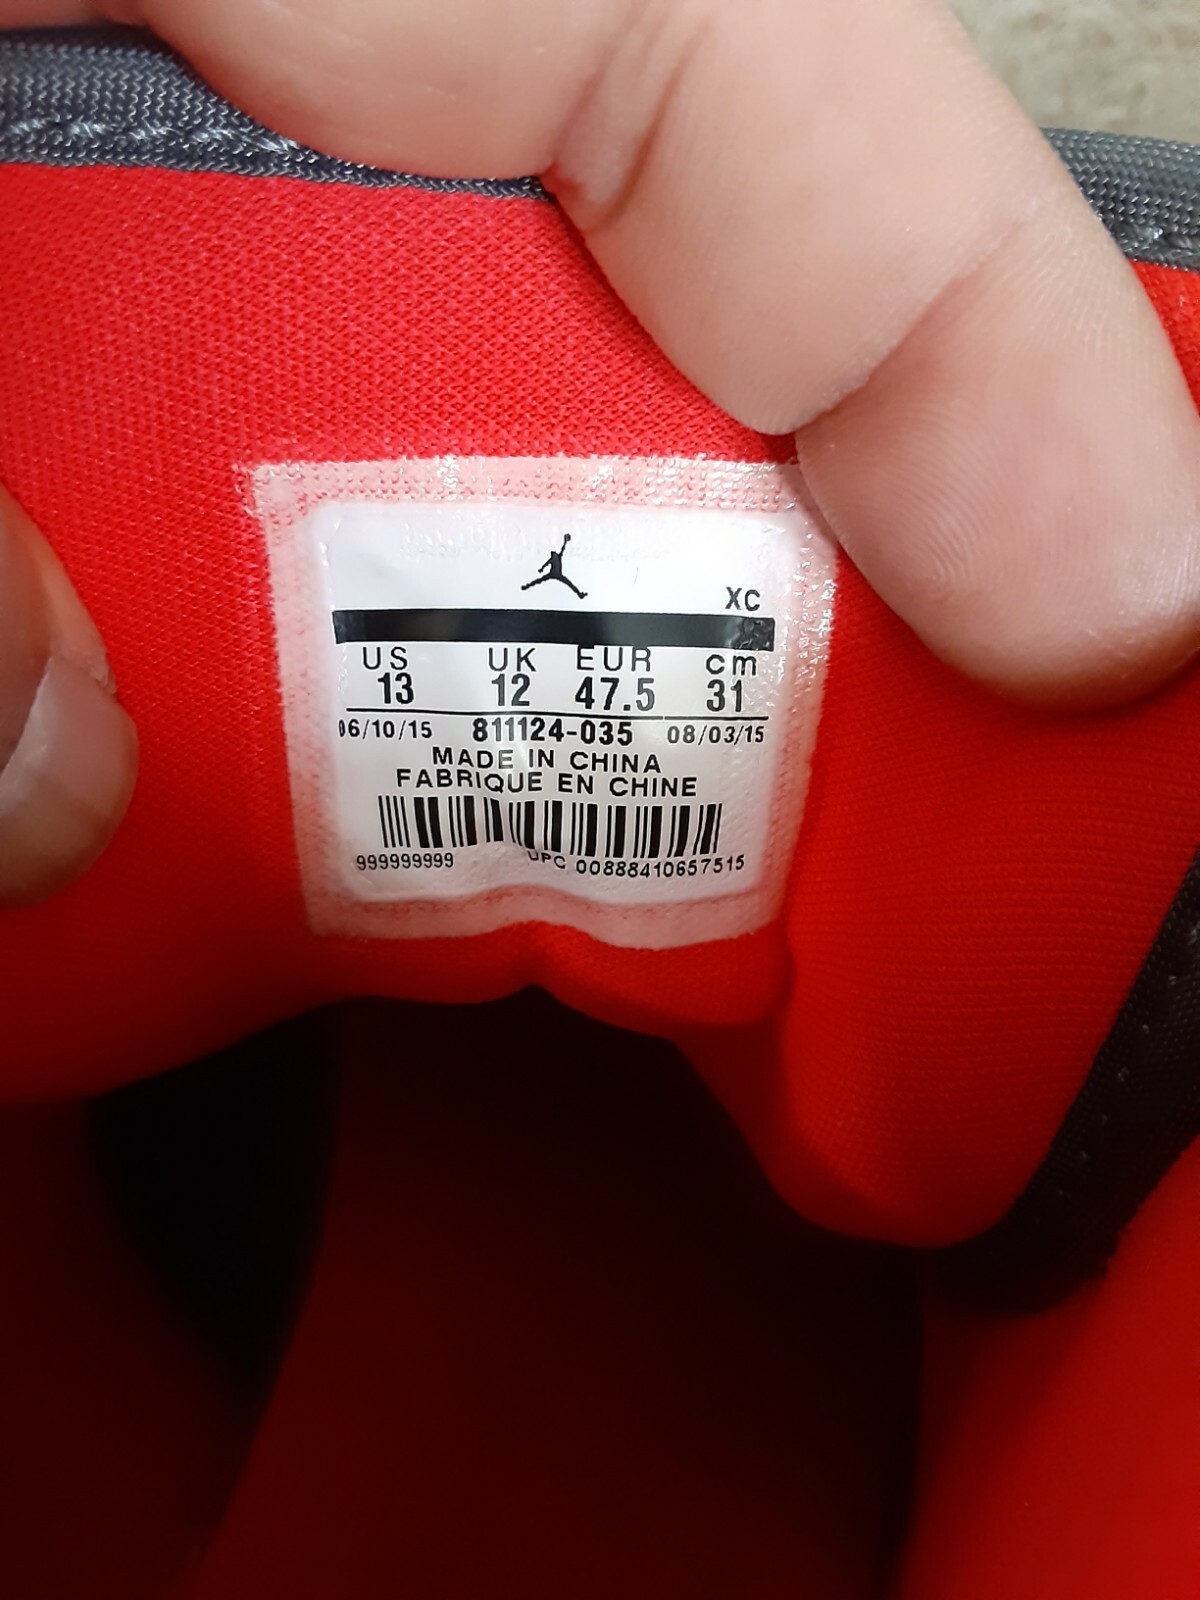 XC
US UK EUR cm
13 12 47.5 31
06/10/15 811124-035 08/03/15
MADE IN CHINA
FABRIQUE EN CHINE
999999999 UPC 00888410657515